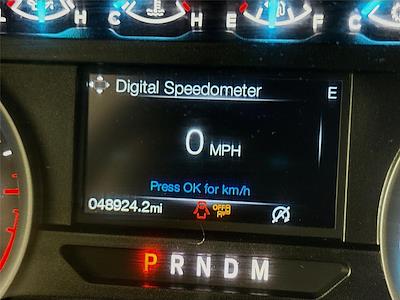 H C H E F C
Digital Speedometer E
0 MPH
Press OK for km/h
048924.2mi OFF
P R N D M